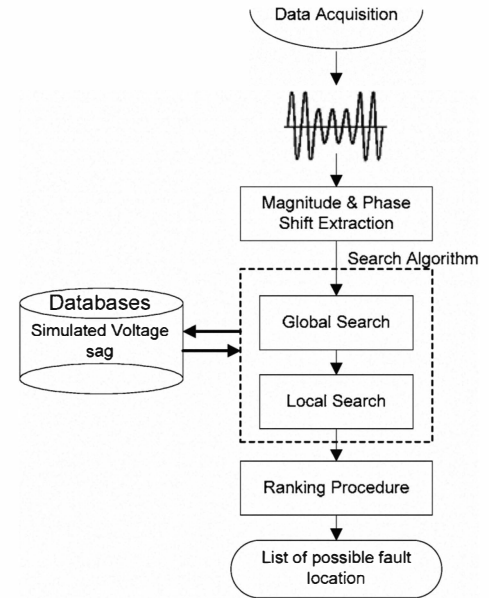 Data Acquisition
Magnitude & Phase
Shift Extraction
Search Algorithm
Databases
Simulated Voltage
sag
Global Search
Local Search
Ranking Procedure
List of possible fault
location